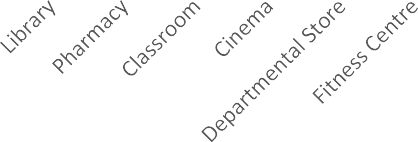 Library
Pharmacy
Classroom
Cinema
Departmental Store
Fitness Centre